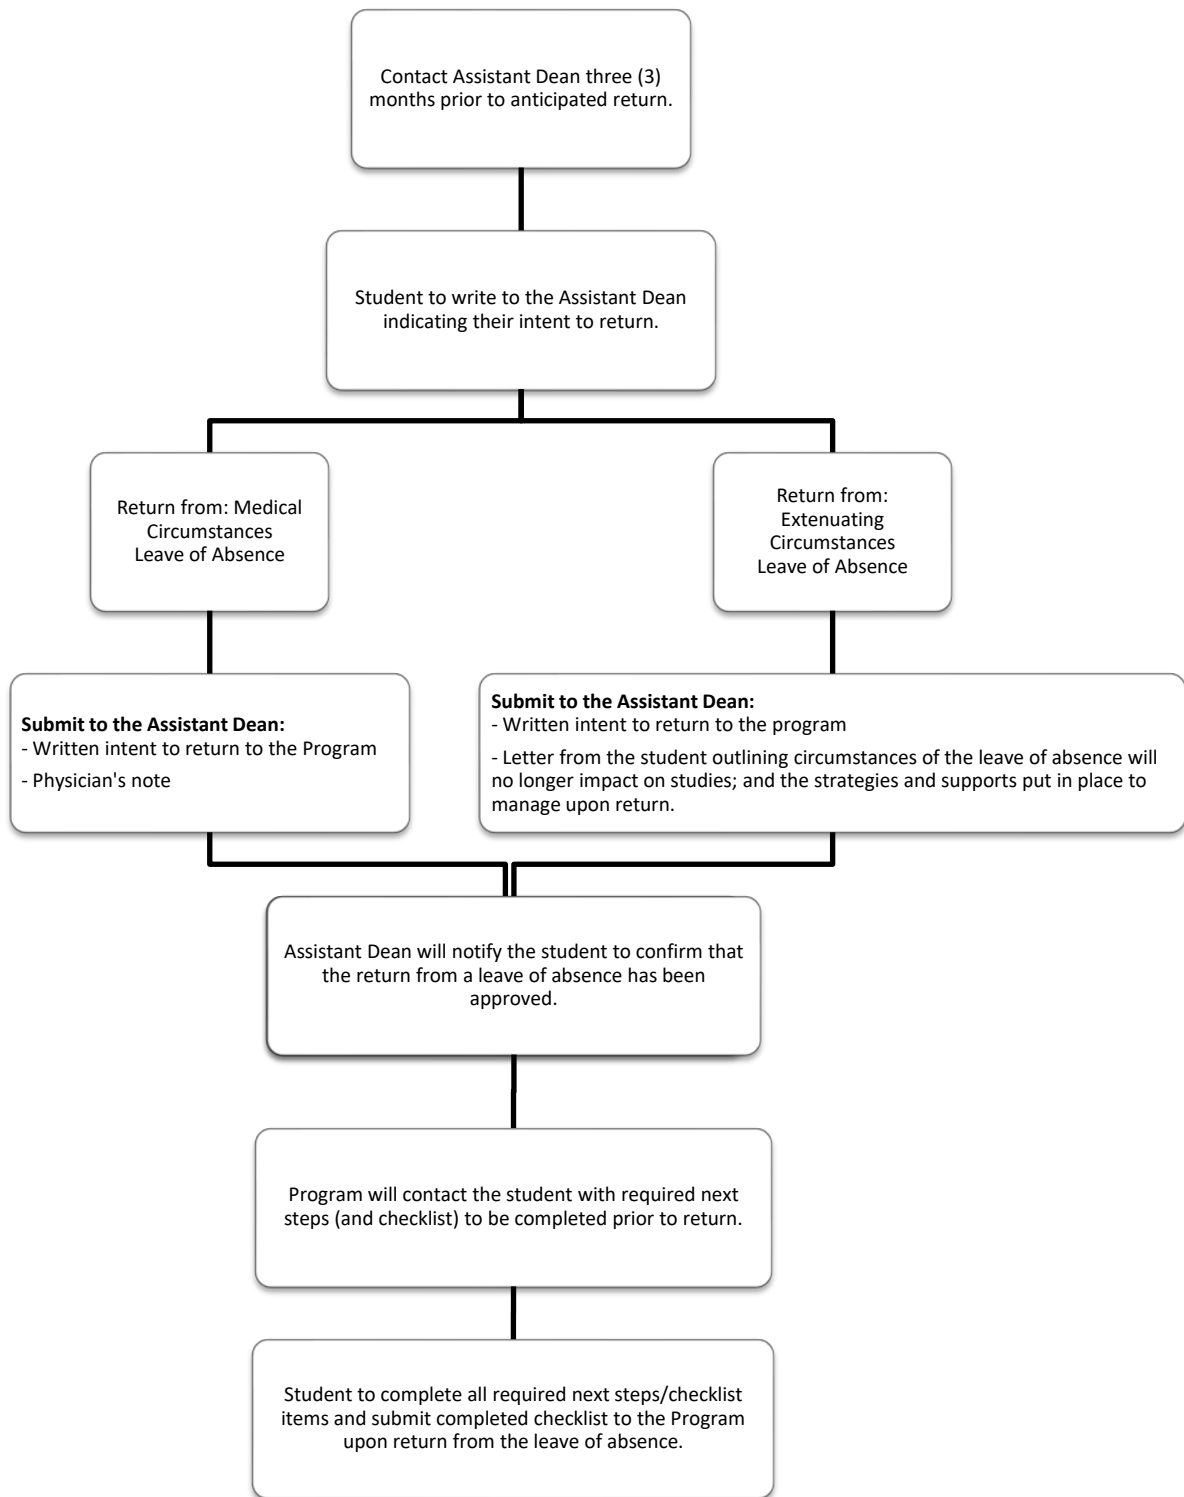 Contact Assistant Dean three (3)
months prior to anticipated return.
Student to write to the Assistant Dean
indicating their intent to return.
Return from: Medical
Circumstances
Leave of Absence
Return from:
Extenuating
Circumstances
Leave of Absence
Submit to the Assistant Dean:
- Written intent to return to the Program
- Physician's note
Submit to the Assistant Dean:
- Written intent to return to the program
- Letter from the student outlining circumstances of the leave of absence will
no longer impact on studies; and the strategies and supports put in place to
manage upon return.
Assistant Dean will notify the student to confirm that
the return from a leave of absence has been
approved.
Program will contact the student with required next
steps (and checklist) to be completed prior to return.
Student to complete all required next steps/checklist
items and submit completed checklist to the Program
upon return from the leave of absence.